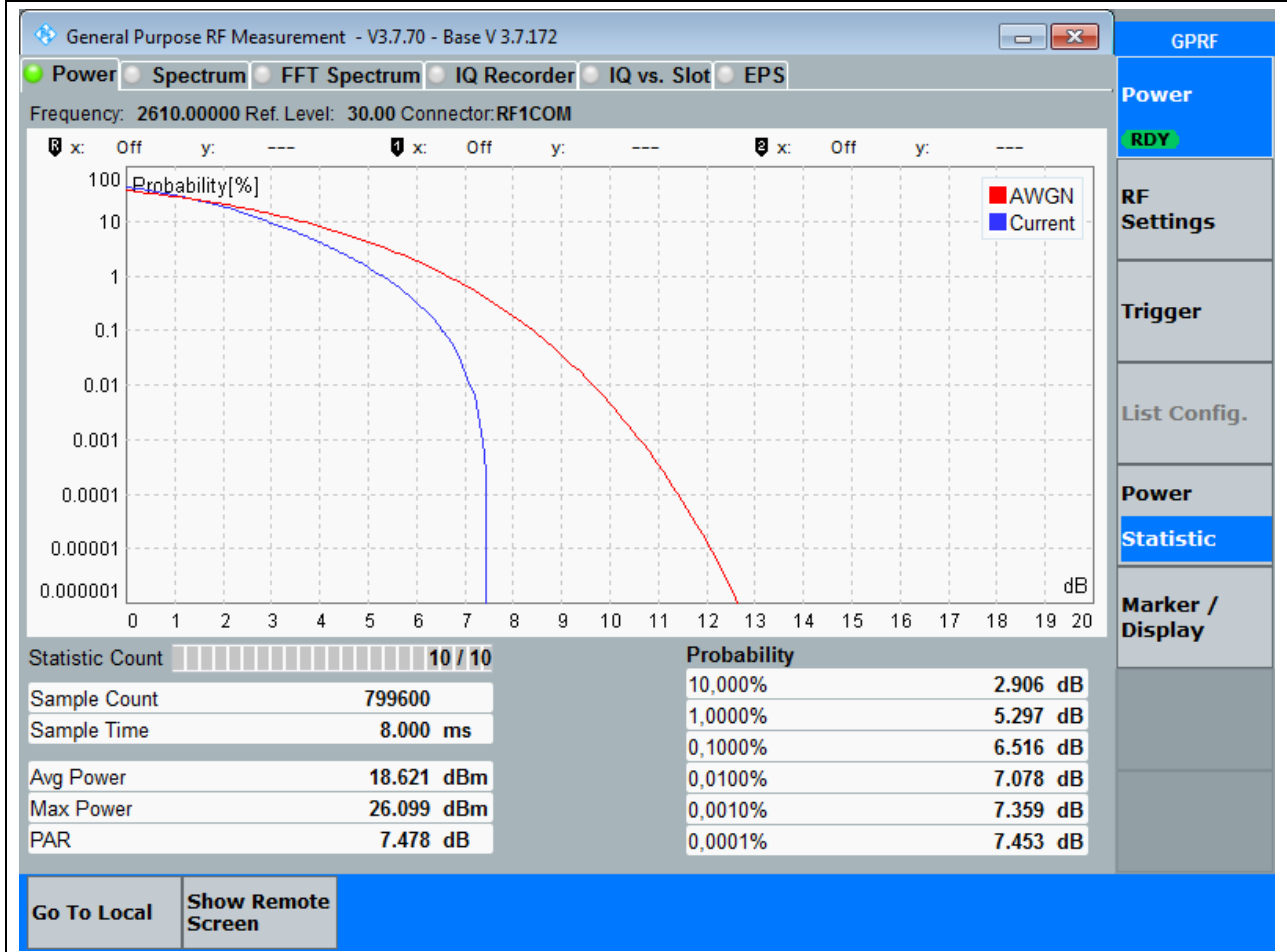 General Purpose RF Measurement - V3.7.70 - Base V 3.7.172
GPRF
Power Spectrum FFT Spectrum IQ Recorder IQ vs. Slot EPS
Frequency: 2610.00000 Ref. Level: 30.00 Connector:RF1COM
R x: Off y: --- 1 x: Off y: --- 2 x: Off y: ---
Probability[%]
AWGN
Current
100
10
1
0.1
0.01
0.001
0.0001
0.00001
0.000001
dB
0 1 2 3 4 5 6 7 8 9 10 11 12 13 14 15 16 17 18 19 20
Statistic Count 10 / 10
Sample Count 799600
Sample Time 8.000 ms
Avg Power 18.621 dBm
Max Power 26.099 dBm
PAR 7.478 dB
Probability
10,000% 2.906 dB
1,0000% 5.297 dB
0,1000% 6.516 dB
0,0100% 7.078 dB
0,0010% 7.359 dB
0,0001% 7.453 dB
Power
RDY
RF
Settings
Trigger
List Config.
Power
Statistic
Marker /
Display
Go To Local
Show Remote
Screen